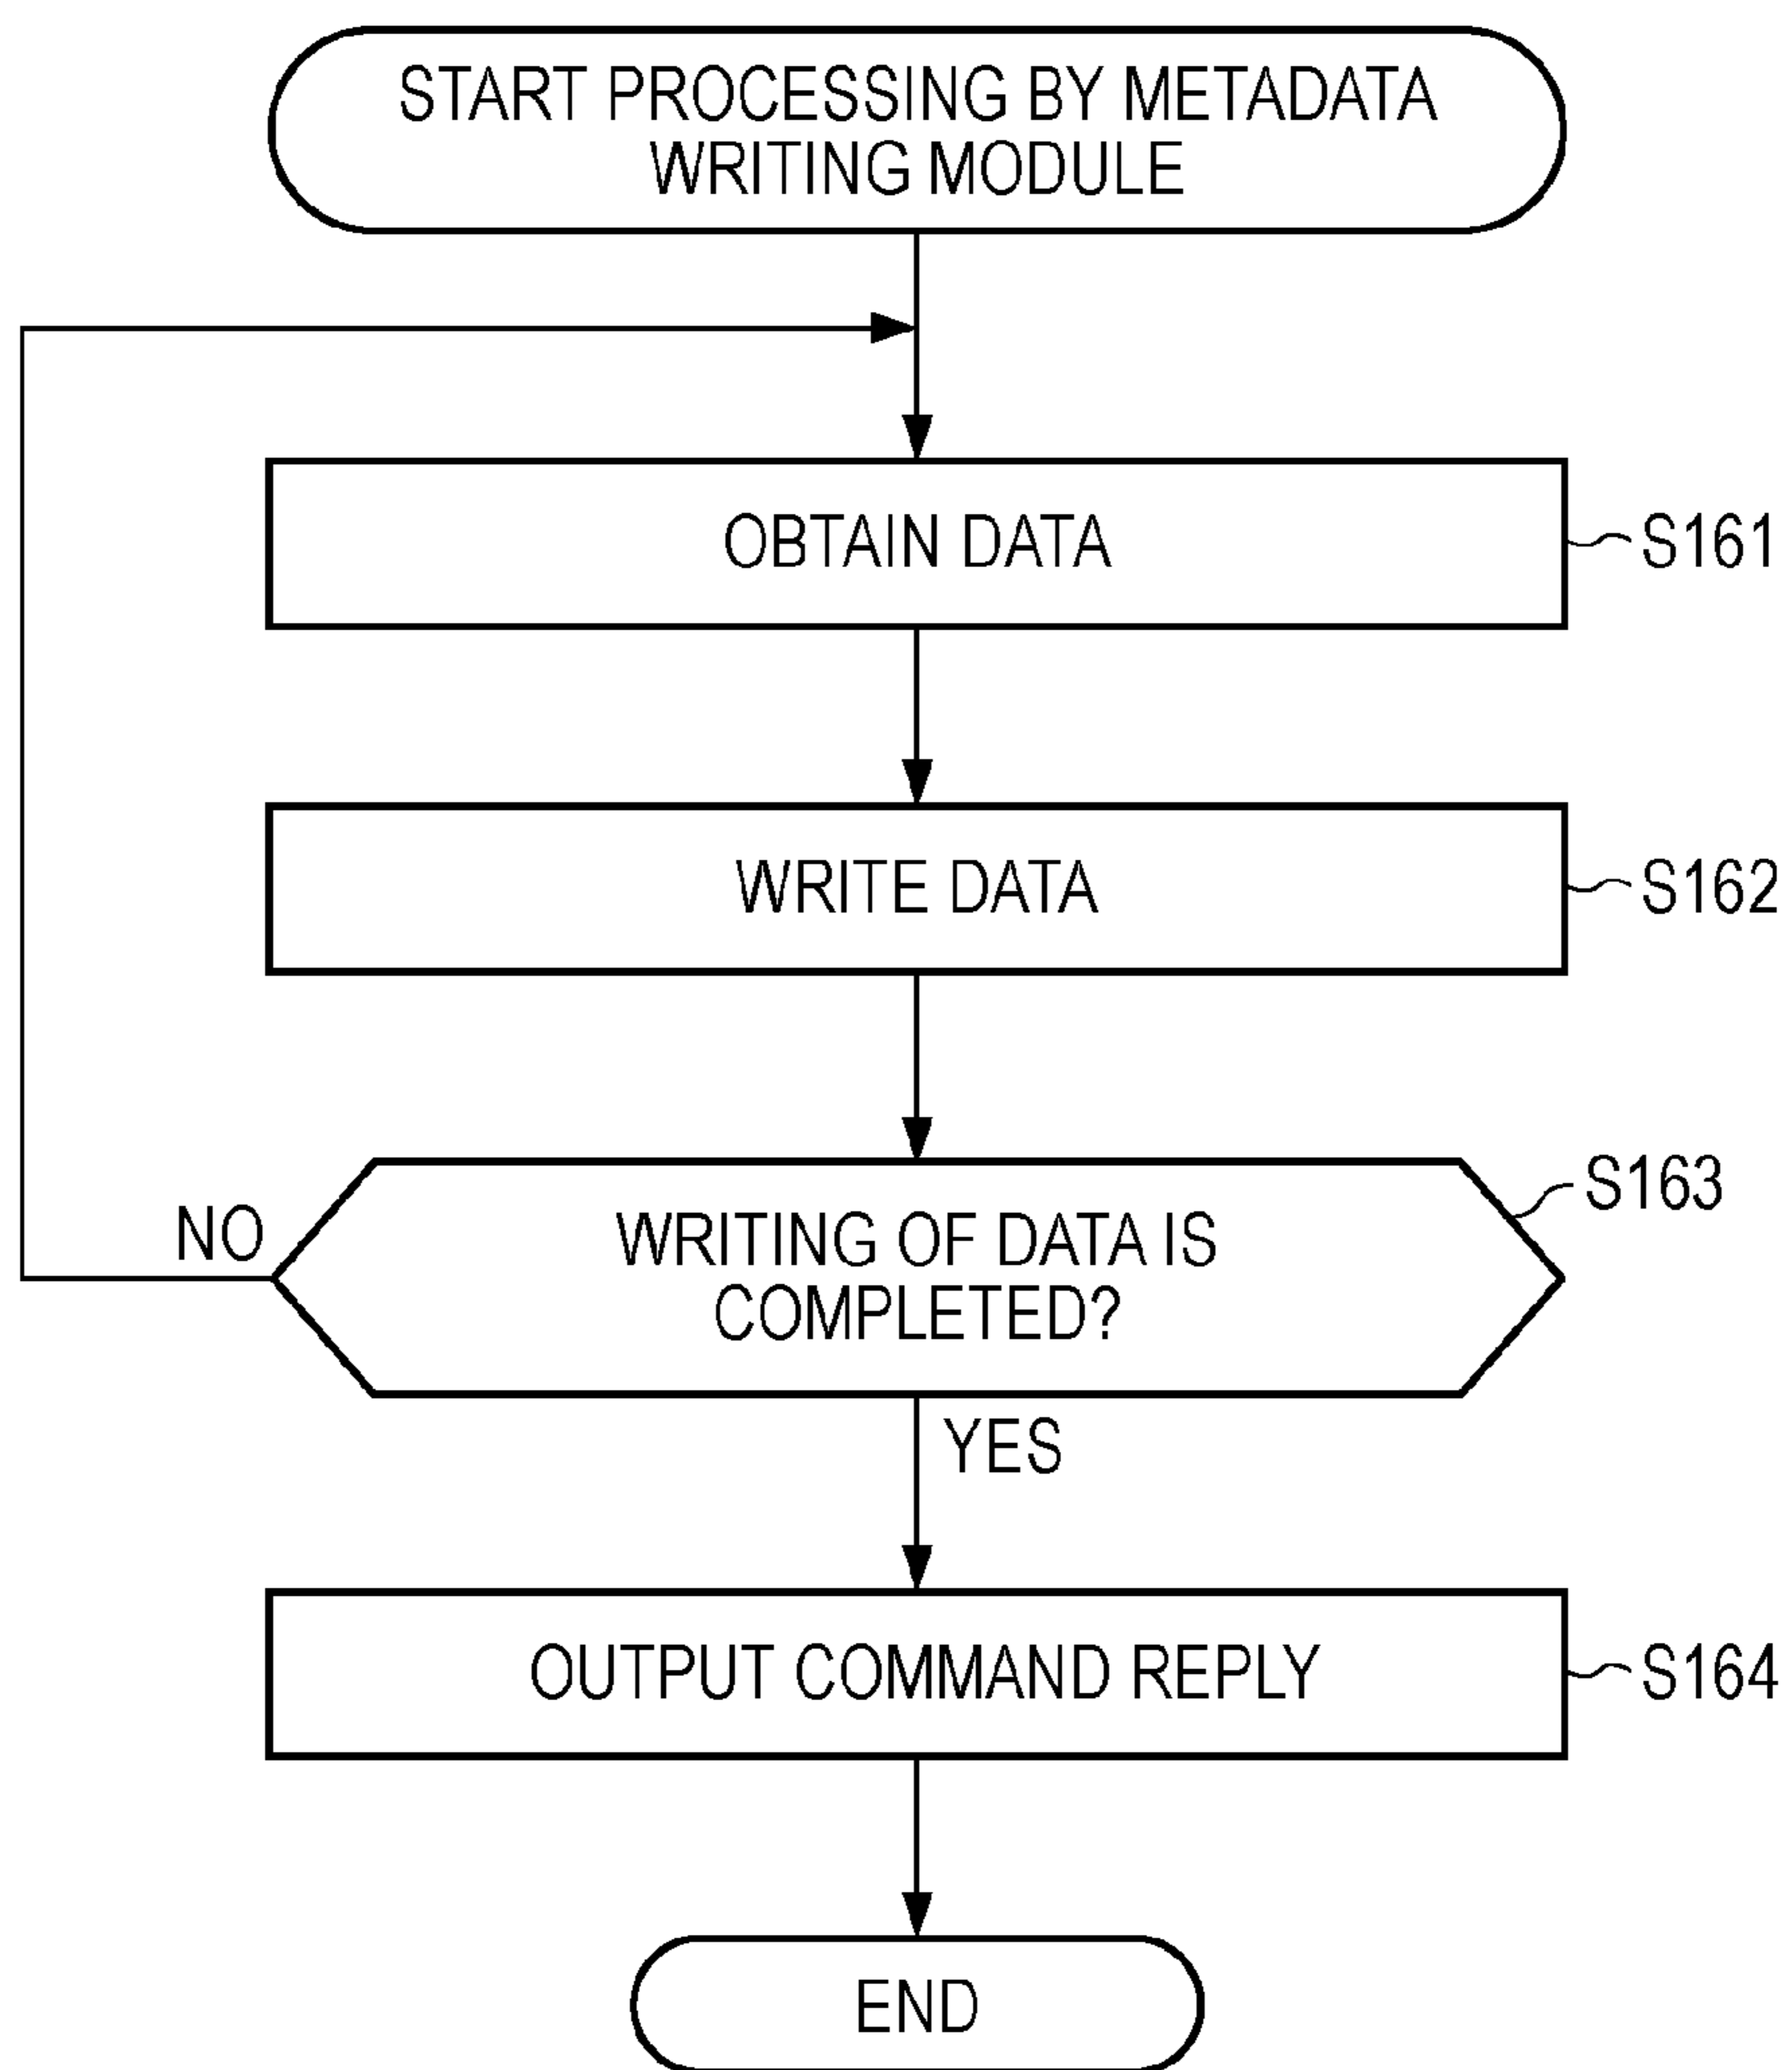 START PROCESSING BY METADATA
WRITING MODULE
OBTAIN DATA
S161
WRITE DATA
S162
S163
NO
WRITING OF DATA IS
COMPLETED?
YES
OUTPUT COMMAND REPLY
S164
END